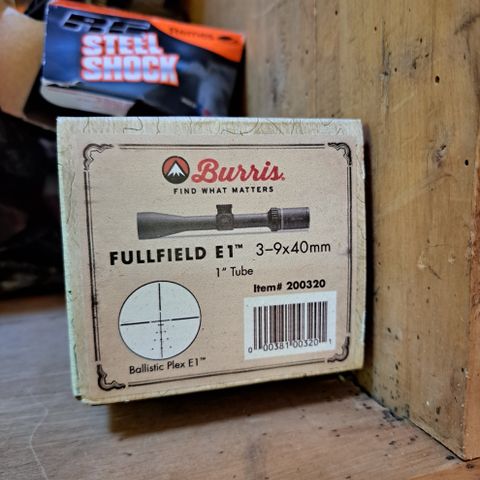 STEEL
SHOCK
Burris.
FIND WHAT MATTERS
FULLFIELD E1™ 3-9x40mm
1" Tube
Item# 200320
0 00381 00320 1
Ballistic Plex E1™